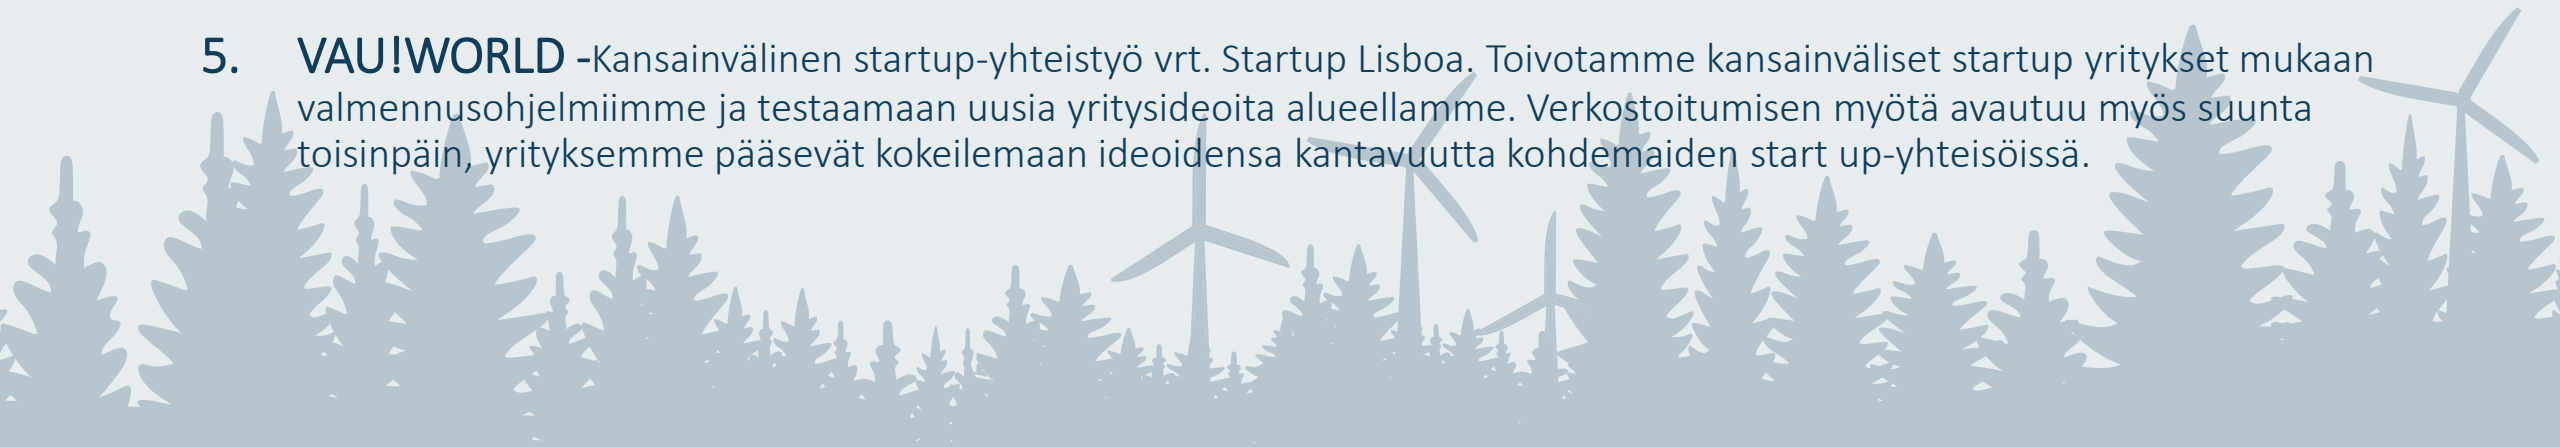 5. VAU!WORLD -Kansainvälinen startup-yhteistyö vrt. Startup Lisboa. Toivotamme kansainväliset startup yritykset mukaan
valmennusohjelmiimme ja testaamaan uusia yritysideoita alueellamme. Verkostoitumisen myötä avautuu myös suunta
toisinpäin, yrityksemme pääsevät kokeilemaan ideoidensa kantavuutta kohdemaiden start up-yhteisöissä.